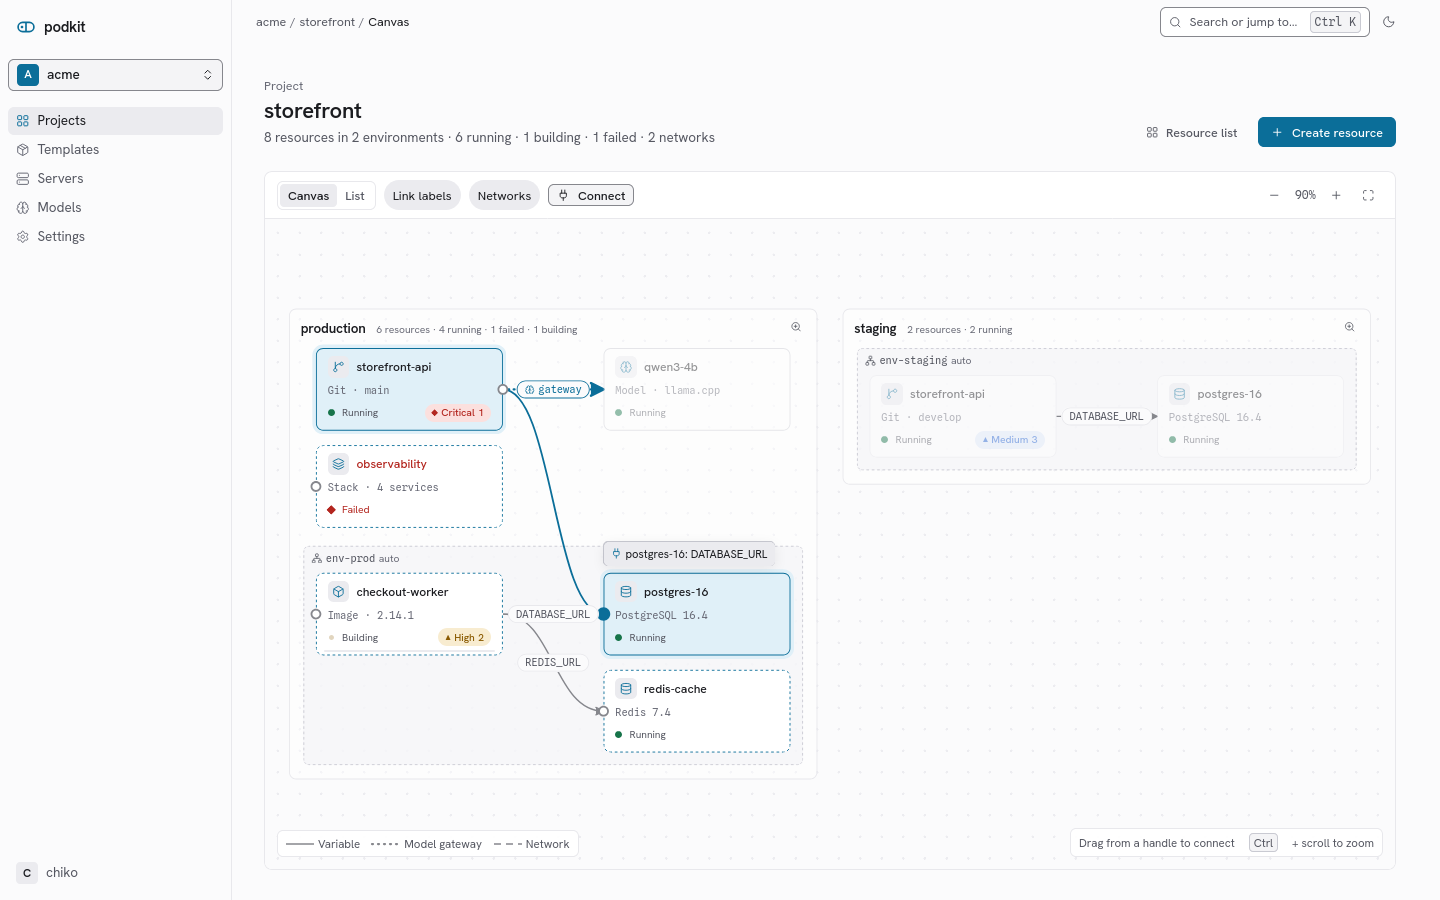 podkit
acme / storefront / Canvas
Search or jump to... Ctrl K
A acme
Projects
Templates
Servers
Models
Settings
C chiko
Project
storefront
8 resources in 2 environments · 6 running · 1 building · 1 failed · 2 networks
Resource list
+ Create resource
Canvas List Link labels Networks Connect
− 90% +
production 6 resources · 4 running · 1 failed · 1 building
storefront-api
Git · main
Running Critical 1
gateway
qwen3-4b
Model · llama.cpp
Running
observability
Stack · 4 services
Failed
env-prod auto
checkout-worker
Image · 2.14.1
Building High 2
DATABASE_URL
REDIS_URL
postgres-16: DATABASE_URL
postgres-16
PostgreSQL 16.4
Running
redis-cache
Redis 7.4
Running
staging 2 resources · 2 running
env-staging auto
storefront-api
Git · develop
Running Medium 3
DATABASE_URL
postgres-16
PostgreSQL 16.4
Running
Variable Model gateway Network
Drag from a handle to connect Ctrl + scroll to zoom